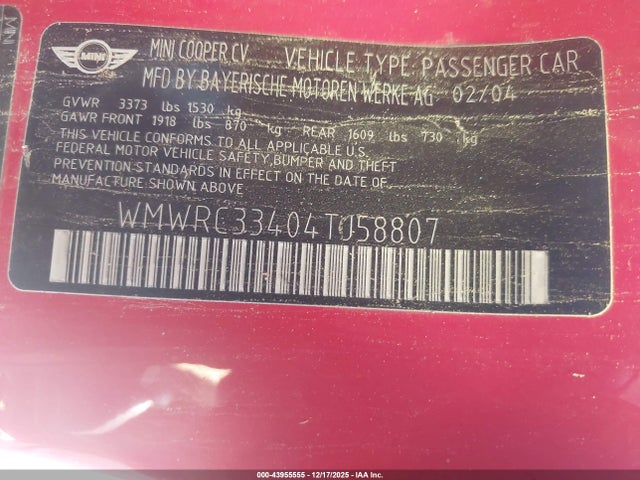 MINI
MINI
MINI COOPER CV VEHICLE TYPE: PASSENGER CAR
MFD BY BAYERISCHE MOTOREN WERKE AG 02/04
GVWR 3373 lbs 1530 kg
GAWR FRONT 1918 lbs 870 kg REAR 1609 lbs 730 kg
THIS VEHICLE CONFORMS TO ALL APPLICABLE U.S.
FEDERAL MOTOR VEHICLE SAFETY, BUMPER AND THEFT
PREVENTION STANDARDS IN EFFECT ON THE DATE OF
MANUFACTURE SHOWN ABOVE
WMWRC33404TJ58807
000-43955555 - 12/17/2025 - IAA Inc.